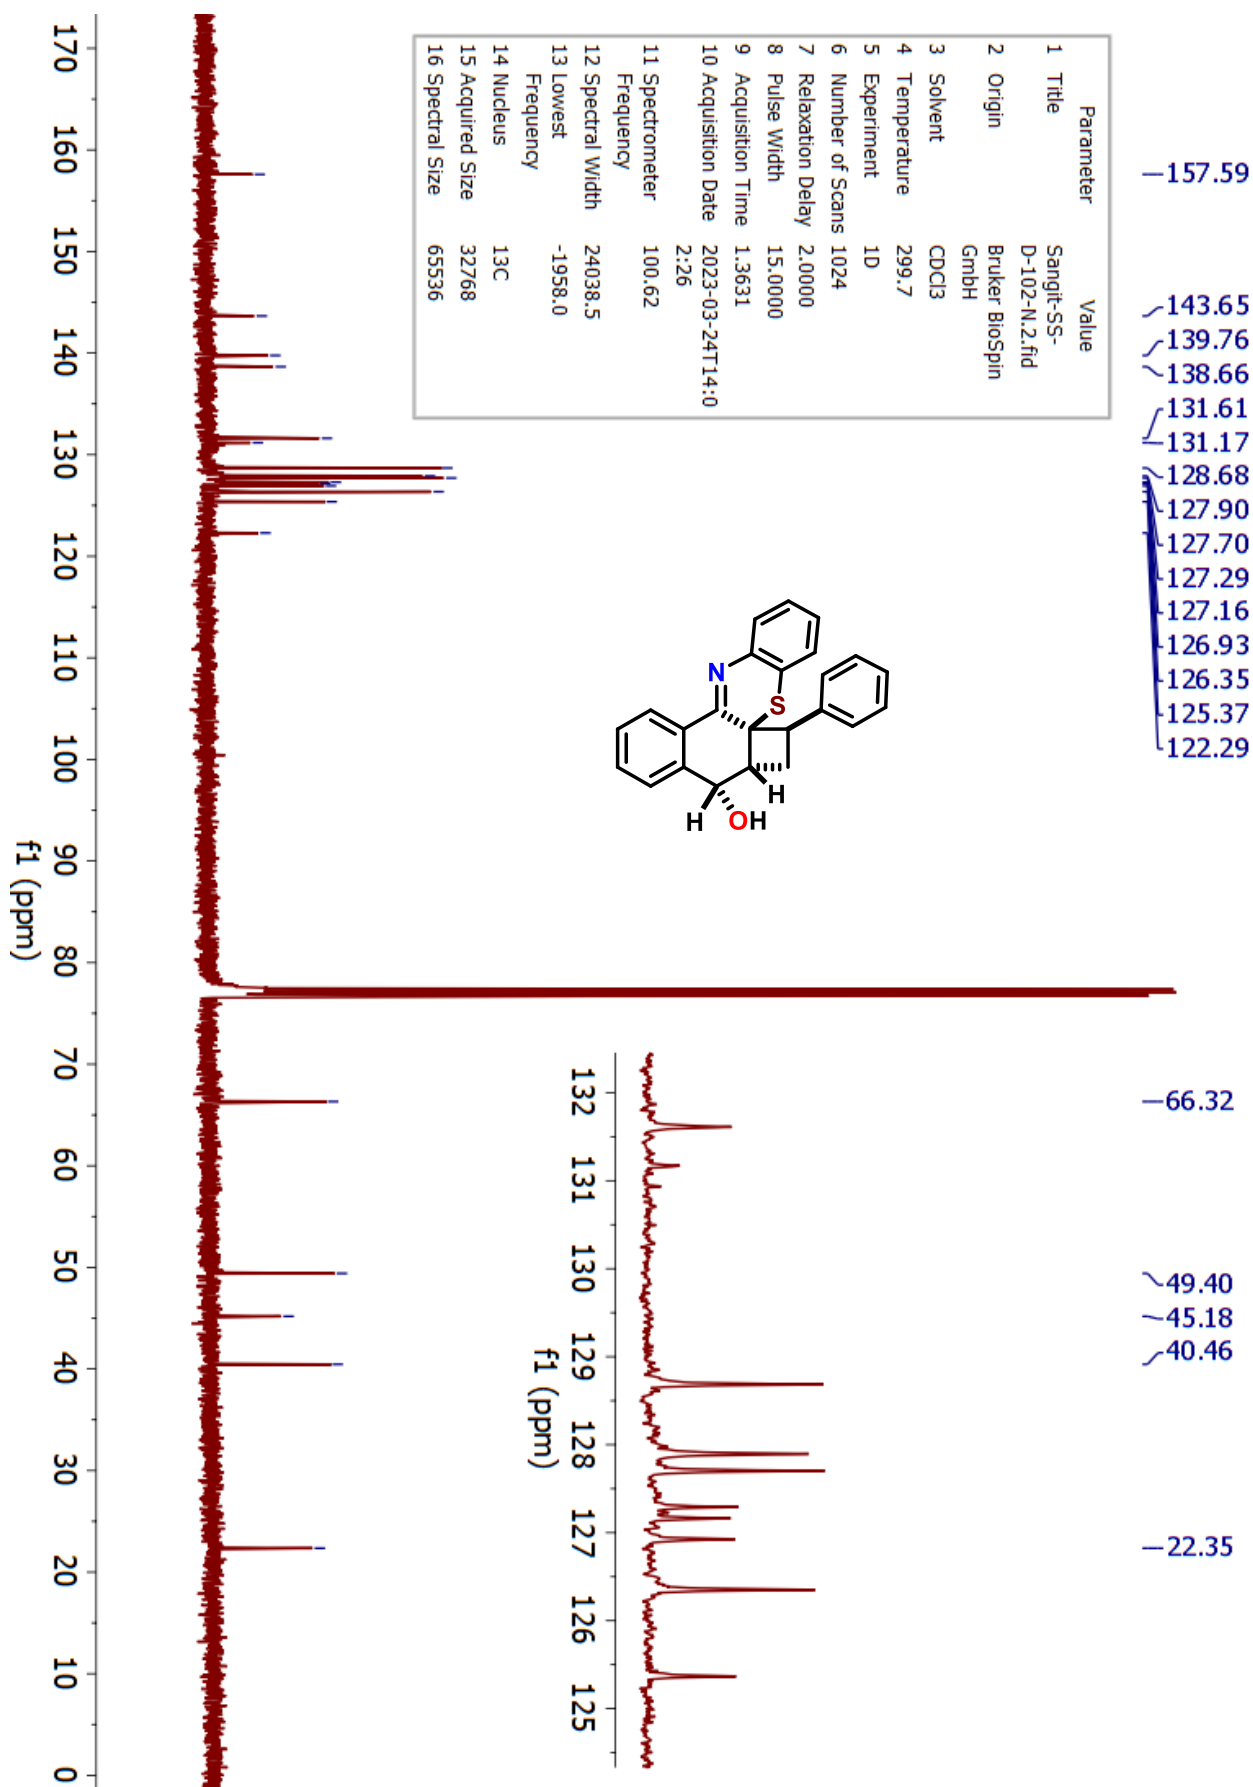 157.59
143.65
139.76
138.66
131.61
131.17
128.68
127.90
127.70
127.29
127.16
126.93
126.35
125.37
122.29
66.32
49.40
45.18
40.46
22.35
Parameter Value
1 Title Sangit-SS-
D-102-N.2.fid
2 Origin Bruker BioSpin
GmbH
3 Solvent CDCl3
4 Temperature 299.7
5 Experiment 1D
6 Number of Scans 1024
7 Relaxation Delay 2.0000
8 Pulse Width 15.0000
9 Acquisition Time 1.3631
10 Acquisition Date 2023-03-24T14:0
2:26
11 Spectrometer 100.62
Frequency
12 Spectral Width 24038.5
13 Lowest -1958.0
Frequency
14 Nucleus 13C
15 Acquired Size 32768
16 Spectral Size 65536
N
S
H
H
OH
132 131 130 129 128 127 126 125
f1 (ppm)
170 160 150 140 130 120 110 100 90 80 70 60 50 40 30 20 10 0
f1 (ppm)